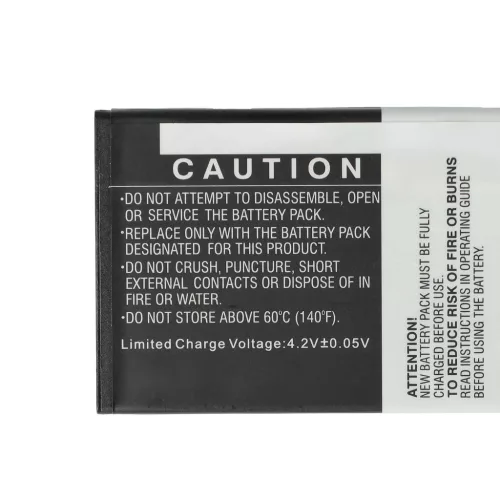 CAUTION
·DO NOT ATTEMPT TO DISASSEMBLE, OPEN
OR SERVICE THE BATTERY PACK.
·REPLACE ONLY WITH THE BATTERY PACK
DESIGNATED FOR THIS PRODUCT.
·DO NOT CRUSH, PUNCTURE, SHORT
EXTERNAL CONTACTS OR DISPOSE OF IN
FIRE OR WATER.
·DO NOT STORE ABOVE 60°C (140°F).
Limited Charge Voltage:4.2V±0.05V
ATTENTION!
NEW BATTERY PACK MUST BE FULLY
CHARGED BEFORE USE.
TO REDUCE RISK OF FIRE OR BURNS
READ INSTRUCTIONS IN OPERATING GUIDE
BEFORE USING THE BATTERY.